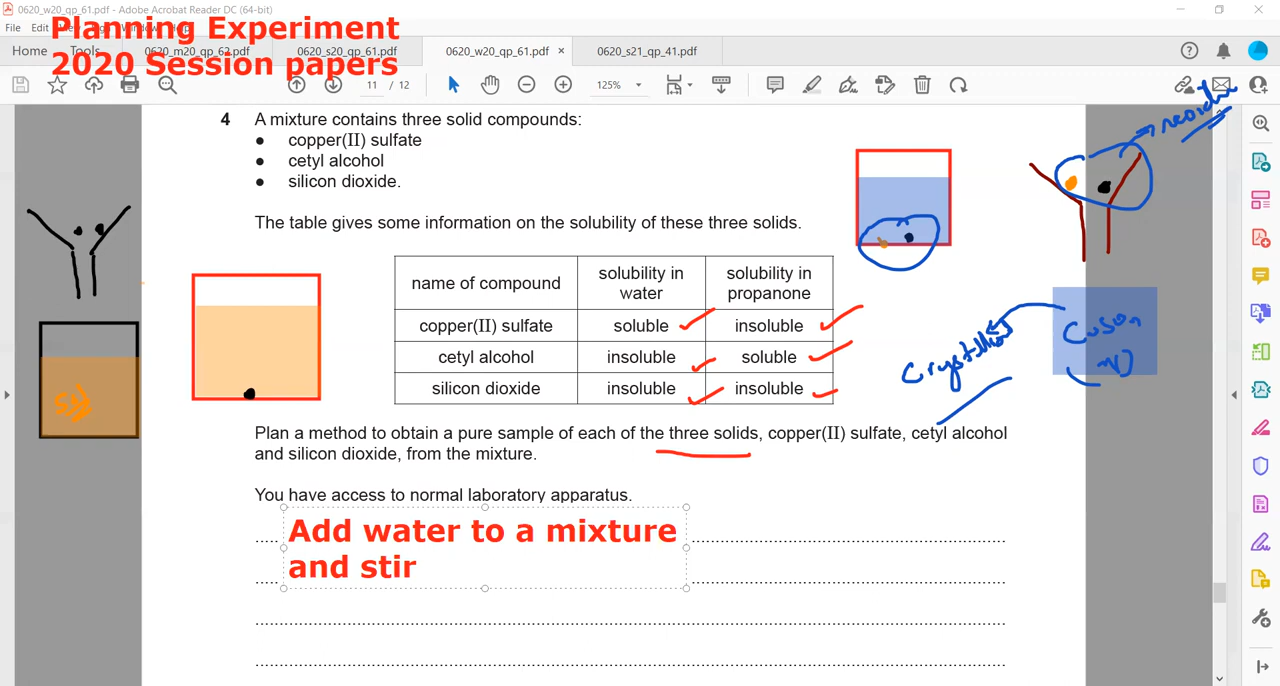 0620_w20_qp_61.pdf - Adobe Acrobat Reader DC (64-bit)
File Edit
Planning Experiment
2020 Session papers
Home Tools 0620_m20_qp_62.pdf 0620_s20_qp_61.pdf 0620_w20_qp_61.pdf × 0620_s21_qp_41.pdf
11 / 12 125%
residue
4 A mixture contains three solid compounds:
● copper(II) sulfate
● cetyl alcohol
● silicon dioxide.
The table gives some information on the solubility of these three solids.
name of compound solubility in water solubility in propanone
copper(II) sulfate soluble insoluble
cetyl alcohol insoluble soluble
silicon dioxide insoluble insoluble
Plan a method to obtain a pure sample of each of the three solids, copper(II) sulfate, cetyl alcohol
and silicon dioxide, from the mixture.
You have access to normal laboratory apparatus.
Add water to a mixture
and stir